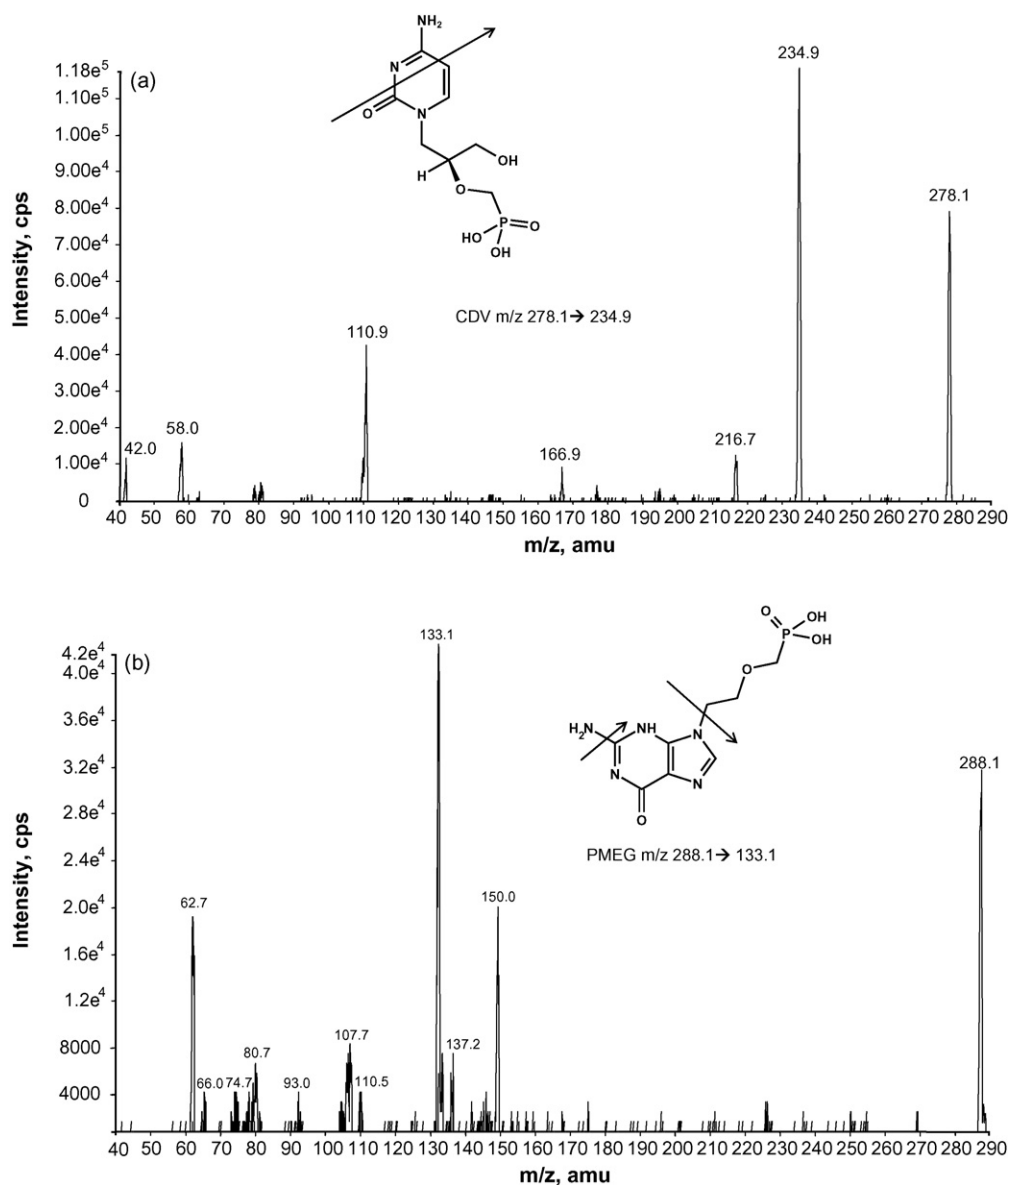 (a)
Intensity, cps
1.18e⁵
1.10e⁵
1.00e⁵
9.00e⁴
8.00e⁴
7.00e⁴
6.00e⁴
5.00e⁴
4.00e⁴
3.00e⁴
2.00e⁴
1.00e⁴
0
NH₂
N
O
N
H
OH
O
P
O
HO
OH
CDV m/z 278.1→ 234.9
42.0
58.0
110.9
166.9
216.7
234.9
278.1
40 50 60 70 80 90 100 110 120 130 140 150 160 170 180 190 200 210 220 230 240 250 260 270 280 290
m/z, amu
(b)
Intensity, cps
4.2e⁴
4.0e⁴
3.6e⁴
3.2e⁴
2.8e⁴
2.4e⁴
2.0e⁴
1.6e⁴
1.2e⁴
8000
4000
O
OH
P
OH
O
H₂N
NH
N
N
N
O
PMEG m/z 288.1→ 133.1
62.7
66.0
74.7
80.7
93.0
107.7
110.5
133.1
137.2
150.0
288.1
40 50 60 70 80 90 100 110 120 130 140 150 160 170 180 190 200 210 220 230 240 250 260 270 280 290
m/z, amu